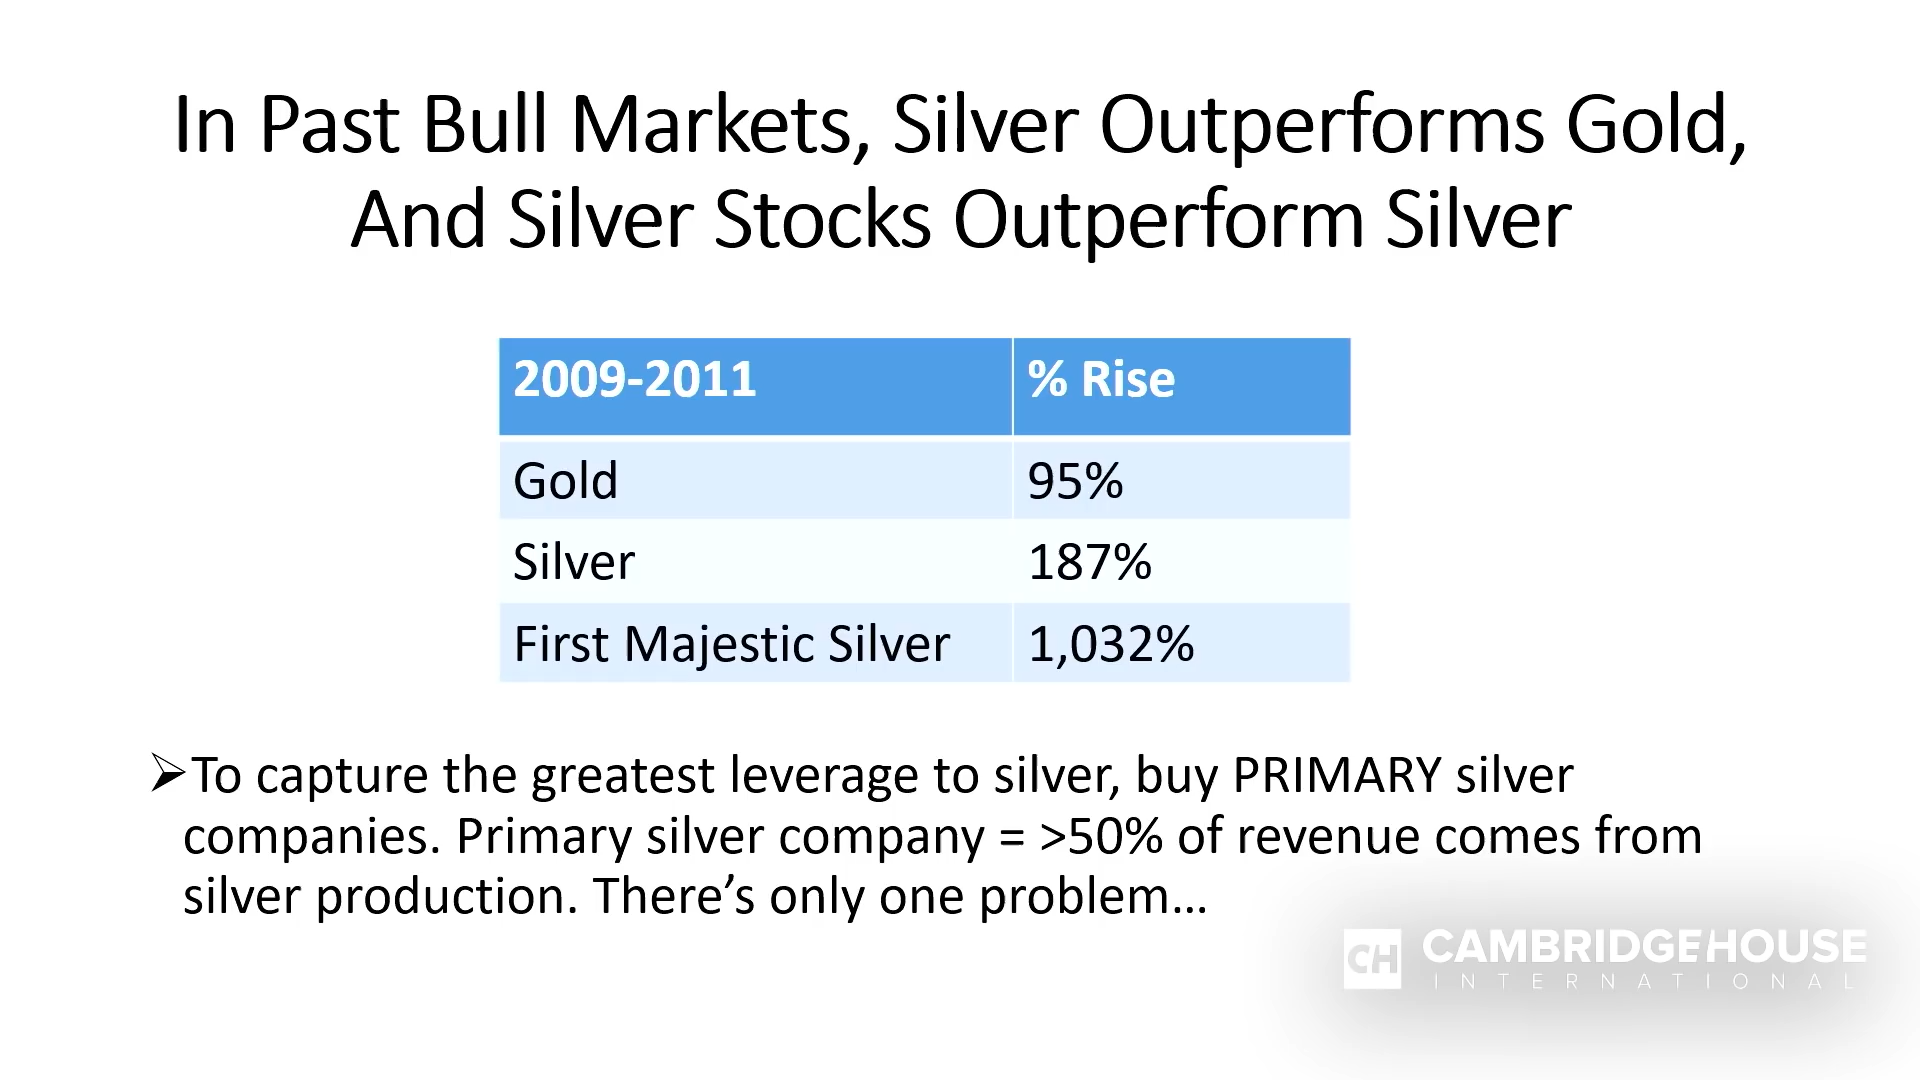 In Past Bull Markets, Silver Outperforms Gold,
And Silver Stocks Outperform Silver
2009-2011 % Rise
Gold 95%
Silver 187%
First Majestic Silver 1,032%
➢To capture the greatest leverage to silver, buy PRIMARY silver
companies. Primary silver company = >50% of revenue comes from
silver production. There’s only one problem…
CH CAMBRIDGEHOUSE
INTERNATIONAL